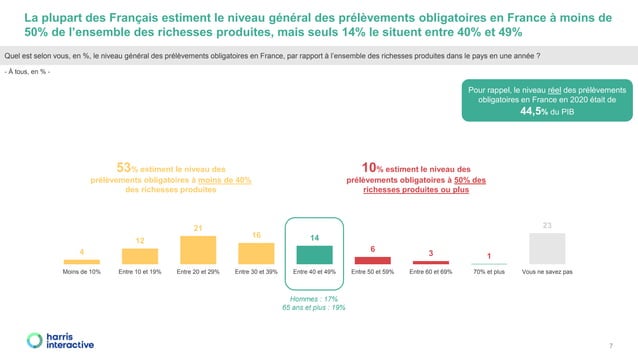 La plupart des Français estiment le niveau général des prélèvements obligatoires en France à moins de
50% de l'ensemble des richesses produites, mais seuls 14% le situent entre 40% et 49%
Quel est selon vous, en %, le niveau général des prélèvements obligatoires en France, par rapport à l'ensemble des richesses produites dans le pays en une année ?
- À tous, en % -
Pour rappel, le niveau réel des prélèvements
obligatoires en France en 2020 était de
44,5% du PIB
53% estiment le niveau des
prélèvements obligatoires à moins de 40%
des richesses produites
10% estiment le niveau des
prélèvements obligatoires à 50% des
richesses produites ou plus
4
12
21
16
14
6
3
1
23
Moins de 10%
Entre 10 et 19%
Entre 20 et 29%
Entre 30 et 39%
Entre 40 et 49%
Entre 50 et 59%
Entre 60 et 69%
70% et plus
Vous ne savez pas
Hommes : 17%
65 ans et plus : 19%
harris
interactive
7